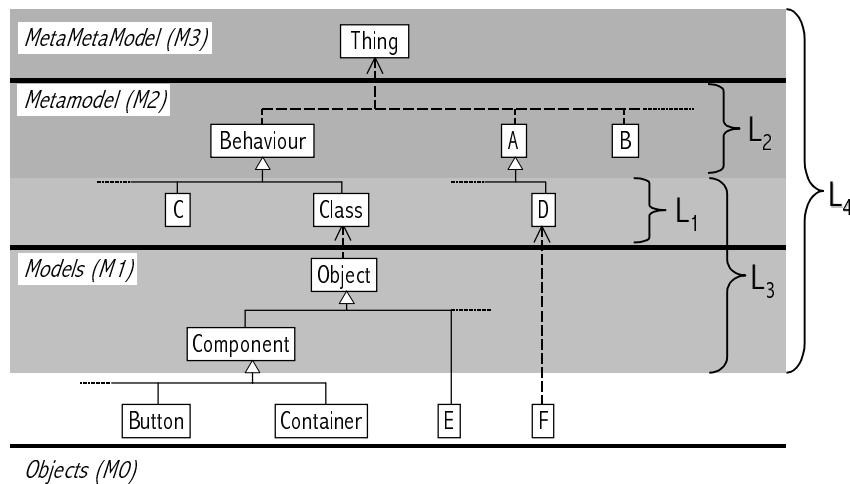 MetaMetaModel (M3)
Thing
Metamodel (M2)
Behaviour
A
B
L2
C
Class
D
L1
L4
Models (M1)
Object
L3
Component
Button
Container
E
F
Objects (M0)